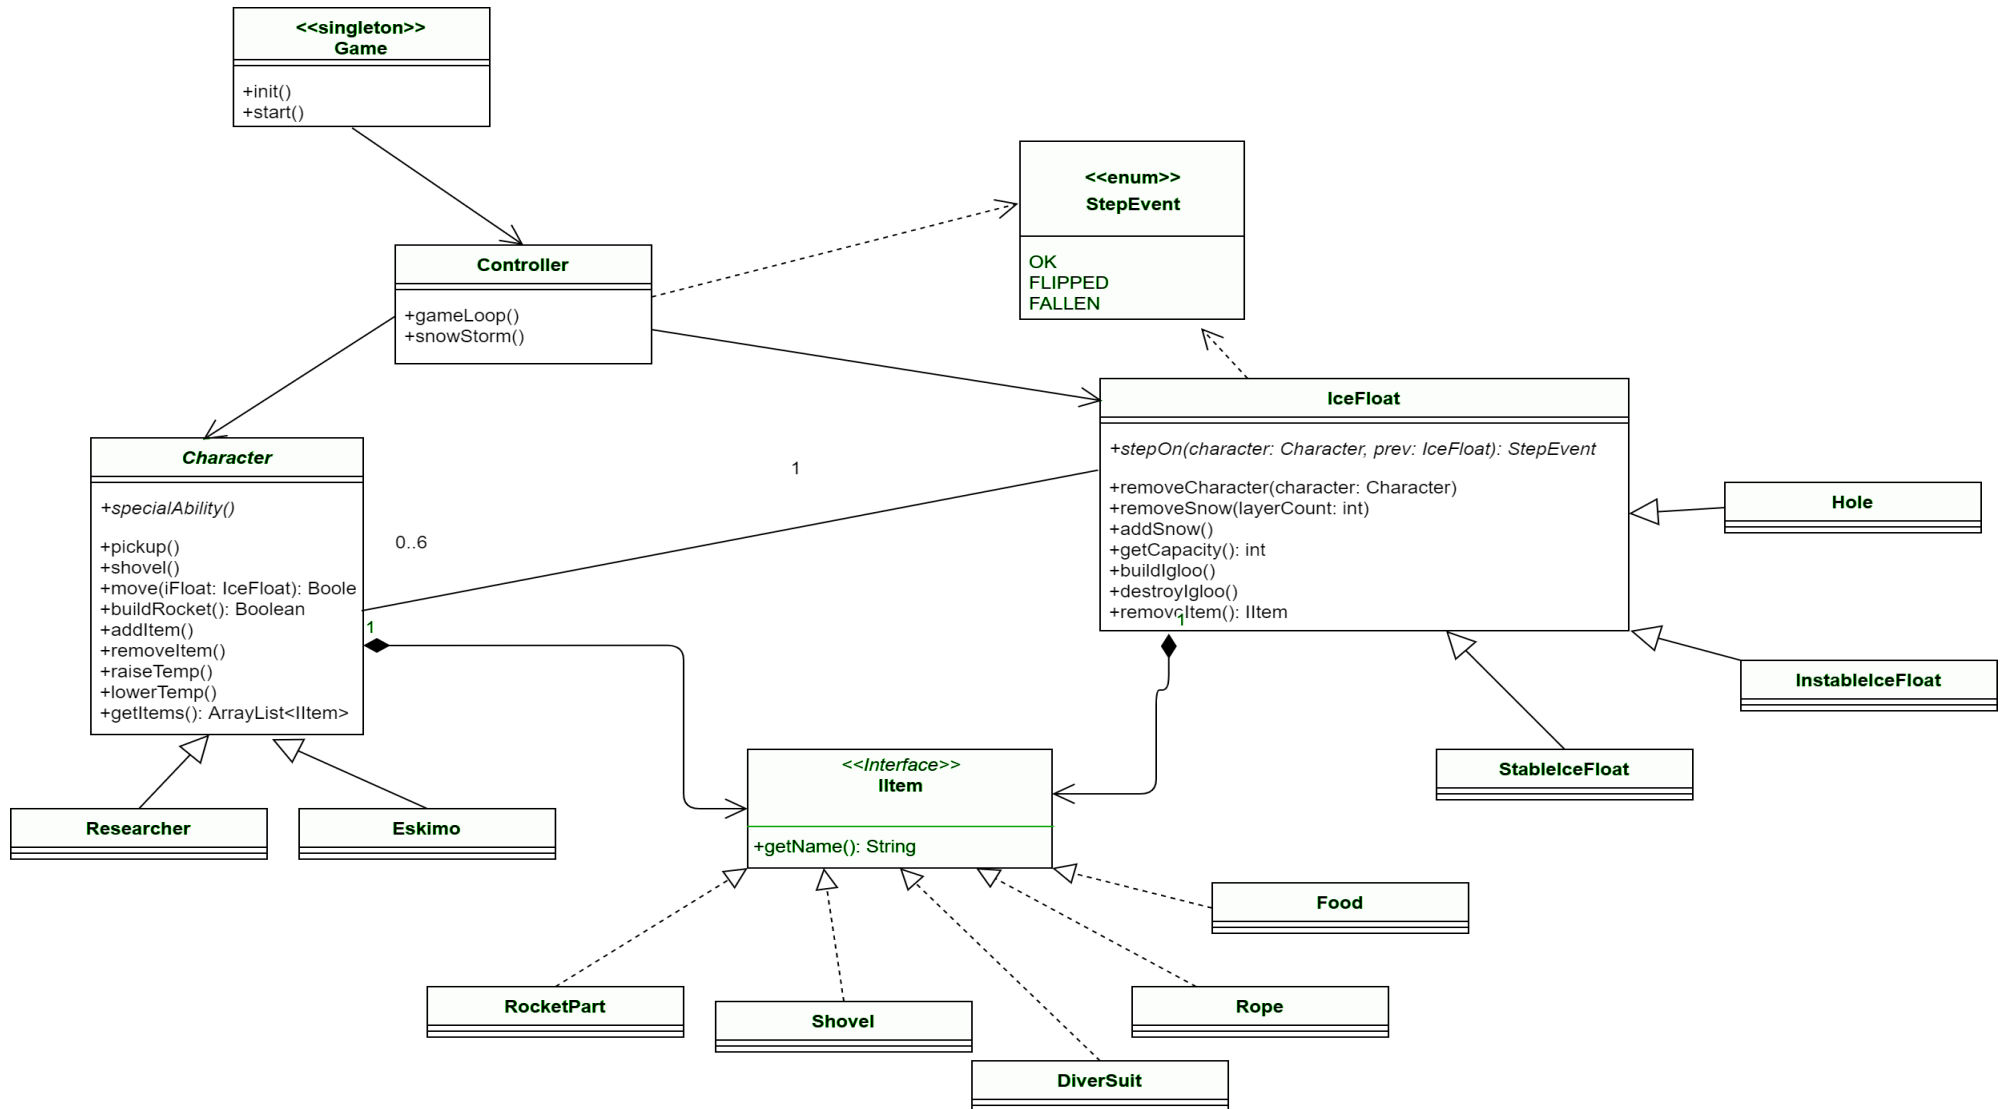 <<singleton>>
Game
+init()
+start()
<<enum>>
StepEvent
OK
FLIPPED
FALLEN
Controller
+gameLoop()
+snowStorm()
IceFloat
+stepOn(character: Character, prev: IceFloat): StepEvent
+removeCharacter(character: Character)
+removeSnow(layerCount: int)
+addSnow()
+getCapacity(): int
+buildIgloo()
+destroyIgloo()
+removeItem(): IItem
1
Character
+specialAbility()
+pickup()
+shovel()
+move(iFloat: IceFloat): Boole
+buildRocket(): Boolean
+addItem()
+removeItem()
+raiseTemp()
+lowerTemp()
+getItems(): ArrayList<IItem>
1
0..6
1
Hole
InstableIceFloat
StableIceFloat
Researcher
Eskimo
<<Interface>>
IItem
+getName(): String
Food
RocketPart
Shovel
Rope
DiverSuit